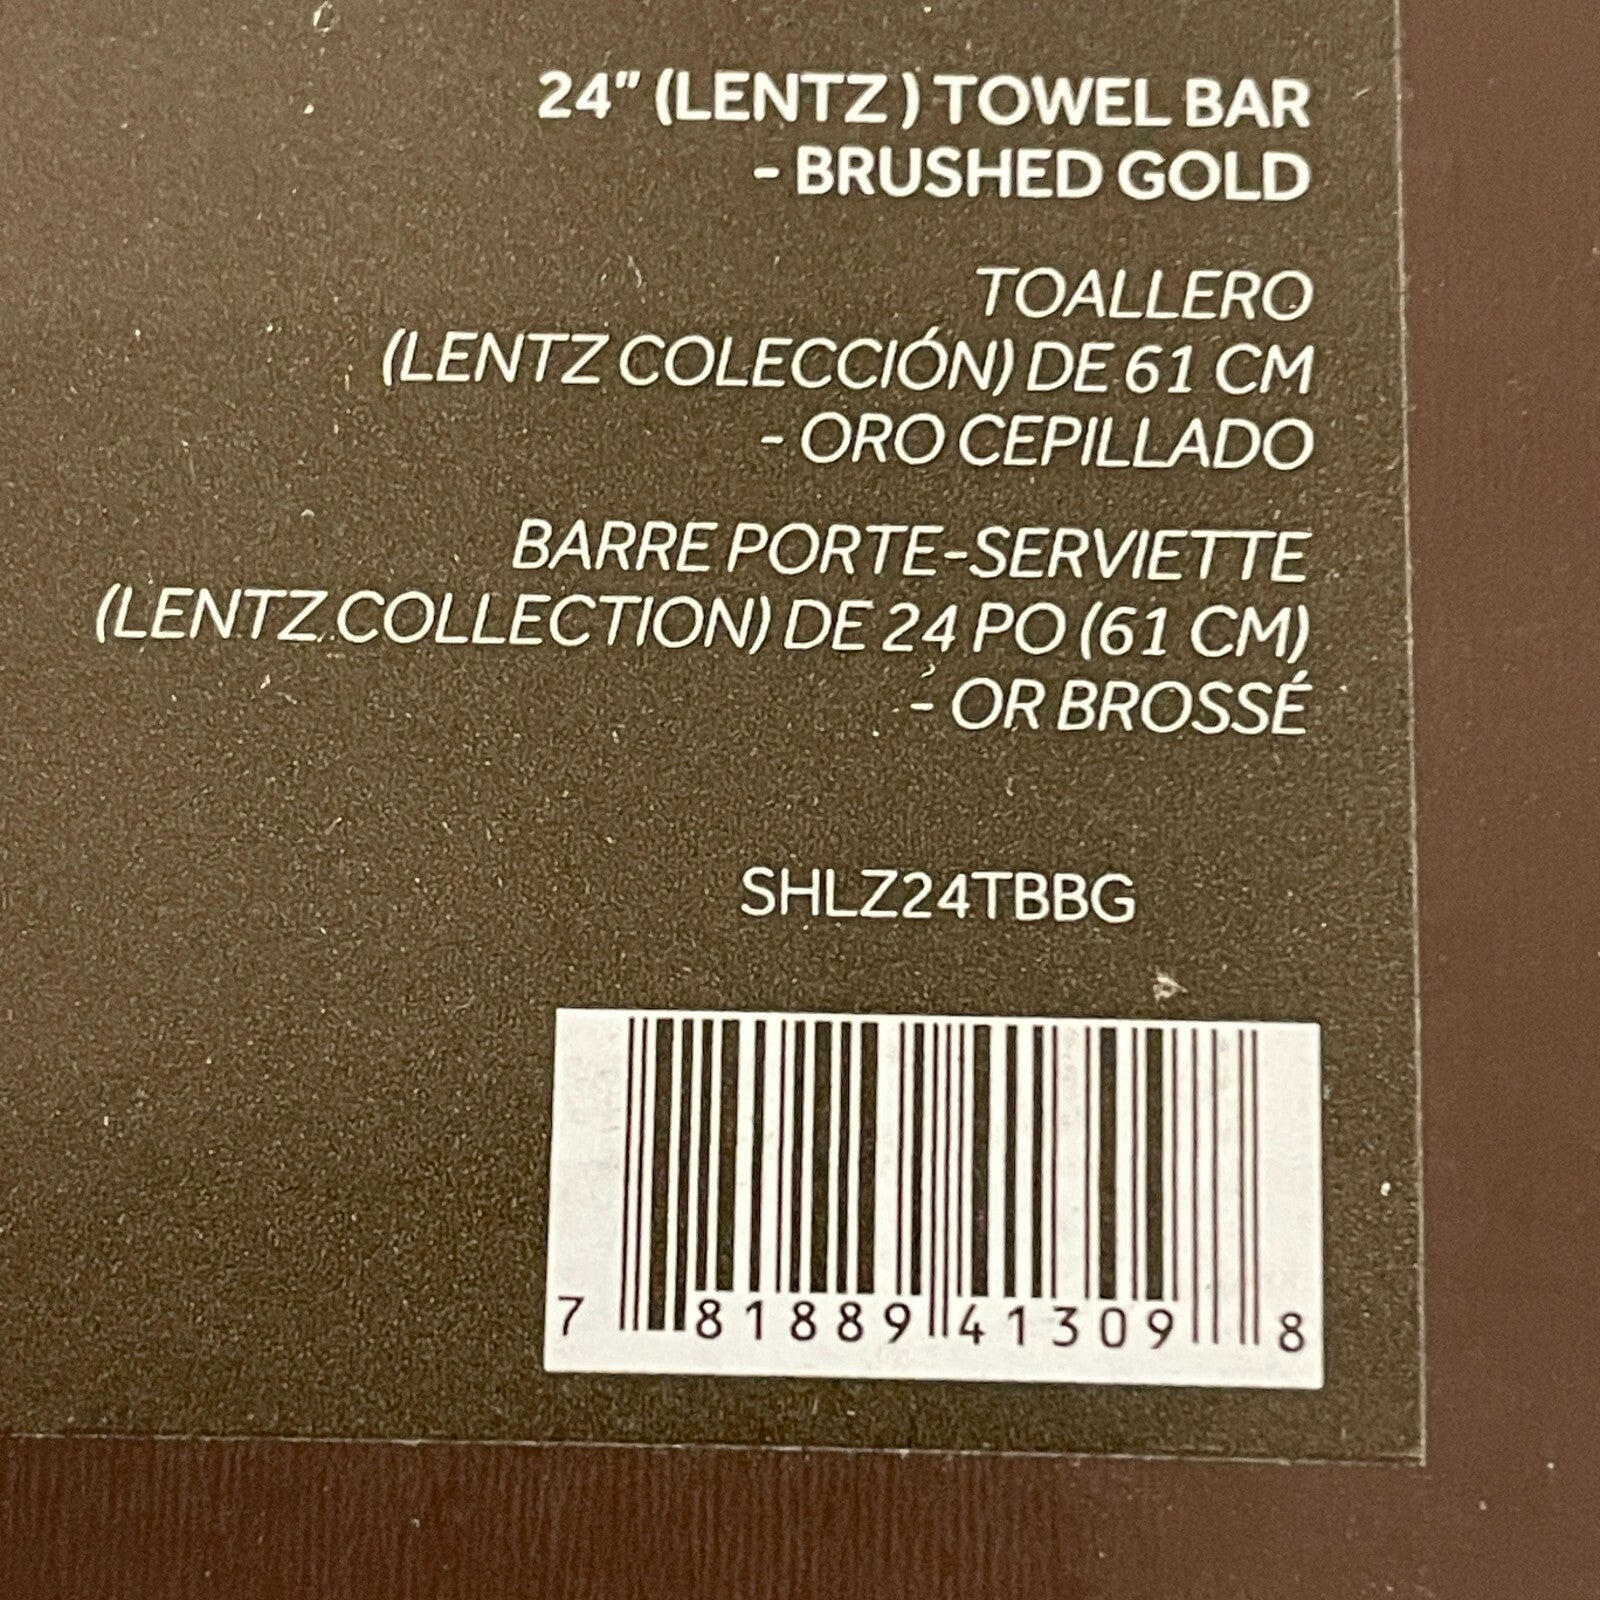 24" (LENTZ ) TOWEL BAR
- BRUSHED GOLD
TOALLERO
(LENTZ COLECCIÓN) DE 61 CM
- ORO CEPILLADO
BARRE PORTE-SERVIETTE
(LENTZ COLLECTION) DE 24 PO (61 CM)
- OR BROSSÉ
SHLZ24TBBG
7 81889 41309 8